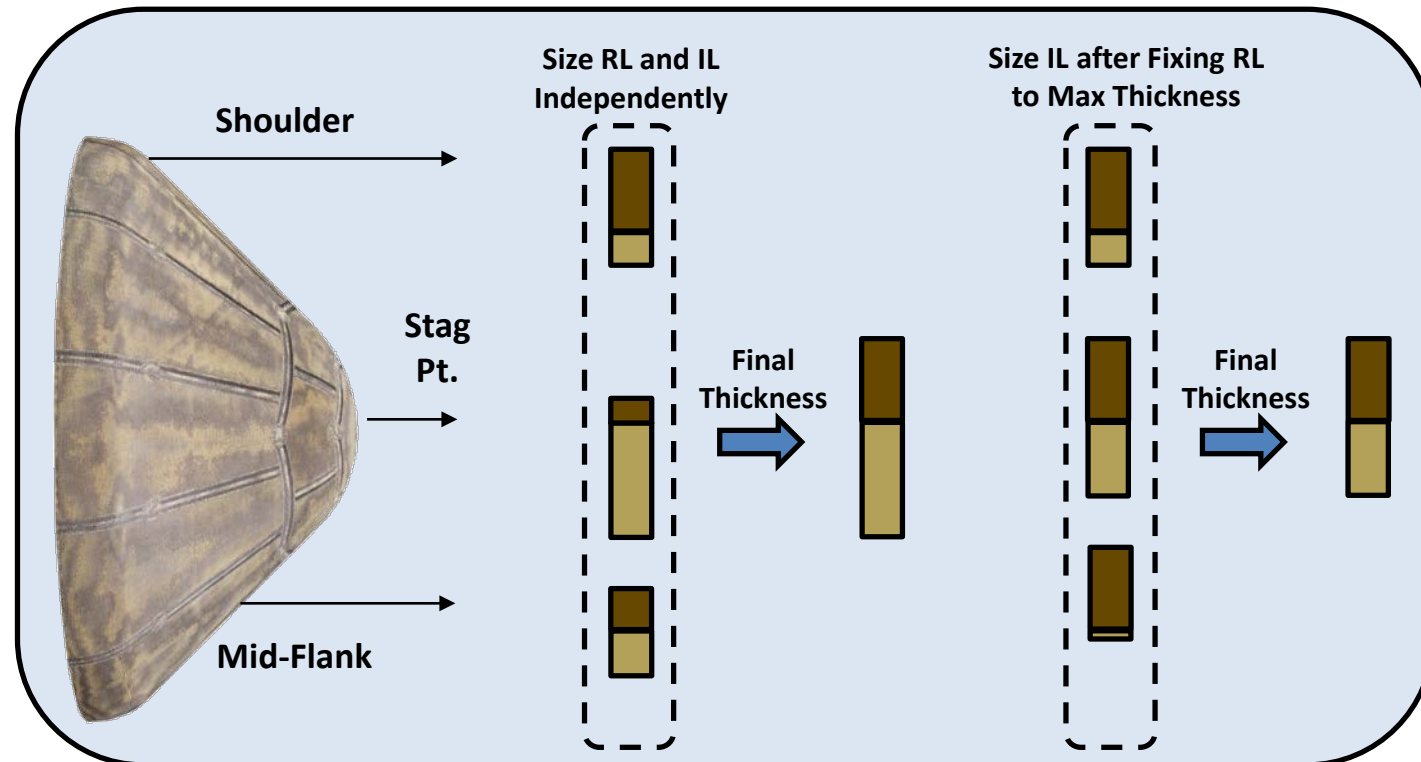 Size RL and IL
Independently
Size IL after Fixing RL
to Max Thickness
Shoulder
Stag
Pt.
Final
Thickness
Final
Thickness
Mid-Flank